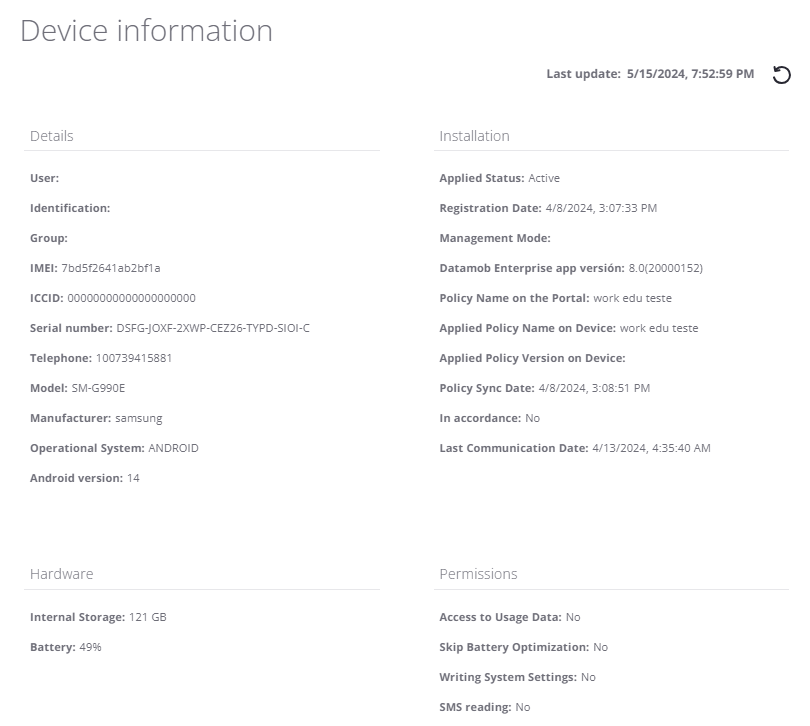 Device information
Last update: 5/15/2024, 7:52:59 PM
Details
User:
Identification:
Group:
IMEI: 7bd5f2641ab2bf1a
ICCID: 00000000000000000000
Serial number: DSFG-JOXF-2XWP-CEZ26-TYPD-SIOI-C
Telephone: 100739415881
Model: SM-G990E
Manufacturer: samsung
Operational System: ANDROID
Android version: 14
Installation
Applied Status: Active
Registration Date: 4/8/2024, 3:07:33 PM
Management Mode:
Datamob Enterprise app versión: 8.0(20000152)
Policy Name on the Portal: work edu teste
Applied Policy Name on Device: work edu teste
Applied Policy Version on Device:
Policy Sync Date: 4/8/2024, 3:08:51 PM
In accordance: No
Last Communication Date: 4/13/2024, 4:35:40 AM
Hardware
Internal Storage: 121 GB
Battery: 49%
Permissions
Access to Usage Data: No
Skip Battery Optimization: No
Writing System Settings: No
SMS reading: No